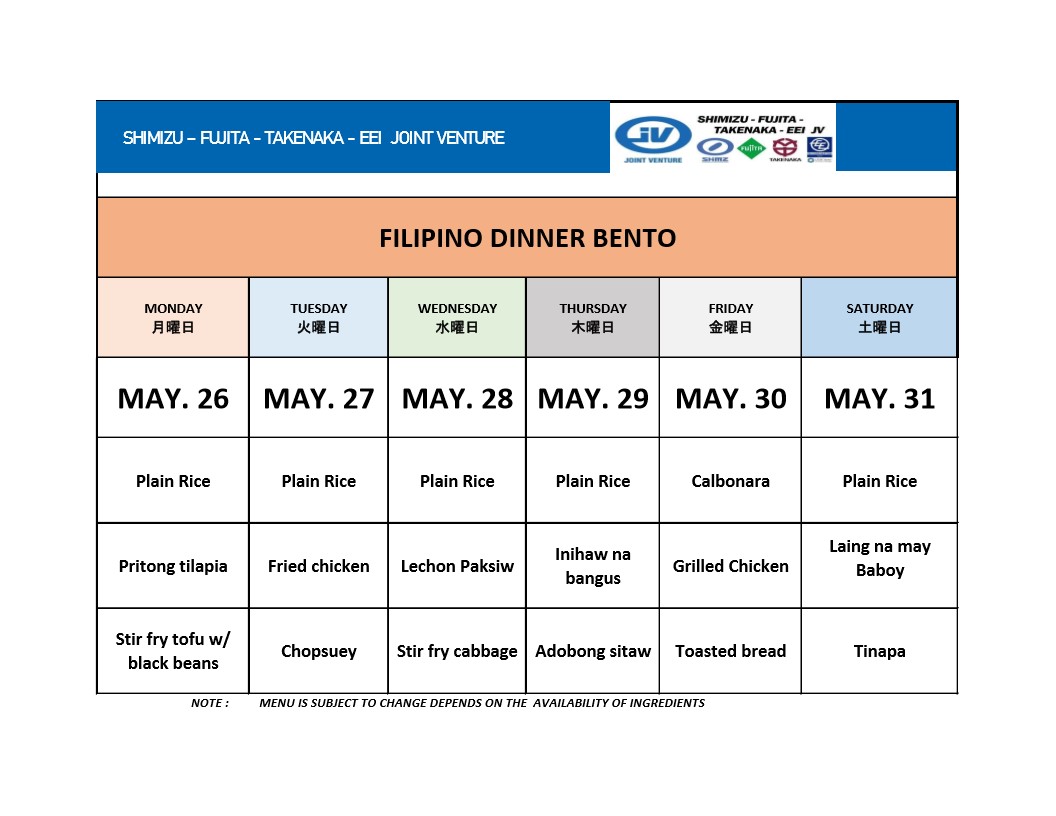 SHIMIZU – FUJITA - TAKENAKA - EEI JOINT VENTURE
JV
JOINT VENTURE
SHIMIZU - FUJITA -
TAKENAKA - EEI JV
SHIMZ
FUJITA
TAKENAKA
FILIPINO DINNER BENTO
MONDAY
月曜日
TUESDAY
火曜日
WEDNESDAY
水曜日
THURSDAY
木曜日
FRIDAY
金曜日
SATURDAY
土曜日
MAY. 26
MAY. 27
MAY. 28
MAY. 29
MAY. 30
MAY. 31
Plain Rice
Plain Rice
Plain Rice
Plain Rice
Calbonara
Plain Rice
Pritong tilapia
Fried chicken
Lechon Paksiw
Inihaw na
bangus
Grilled Chicken
Laing na may
Baboy
Stir fry tofu w/
black beans
Chopsuey
Stir fry cabbage
Adobong sitaw
Toasted bread
Tinapa
NOTE : MENU IS SUBJECT TO CHANGE DEPENDS ON THE AVAILABILITY OF INGREDIENTS